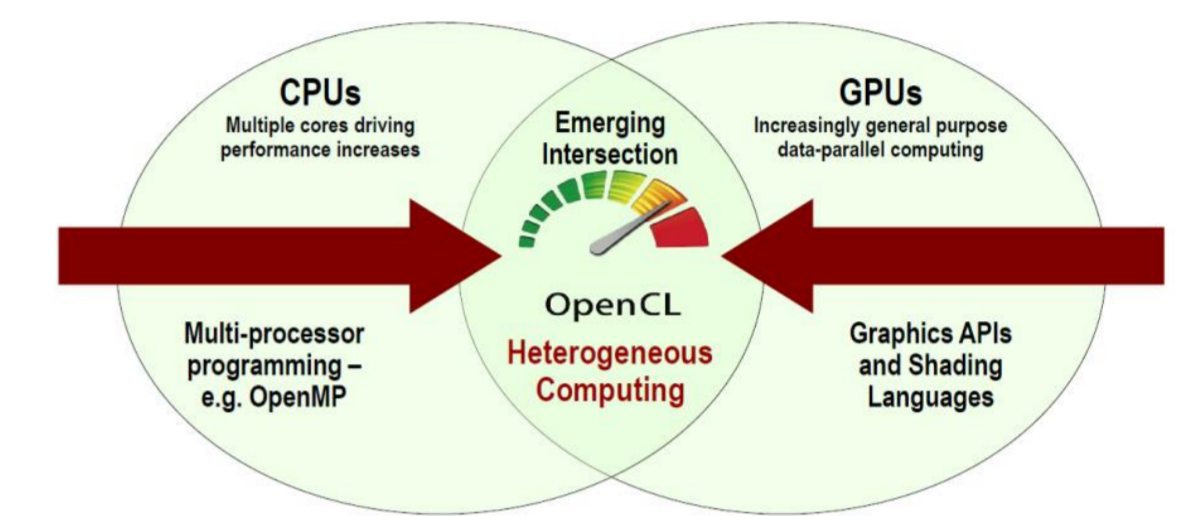 CPUs
Multiple cores driving
performance increases
Emerging
Intersection
GPUs
Increasingly general purpose
data-parallel computing
Multi-processor
programming –
e.g. OpenMP
OpenCL
Heterogeneous
Computing
Graphics APIs
and Shading
Languages